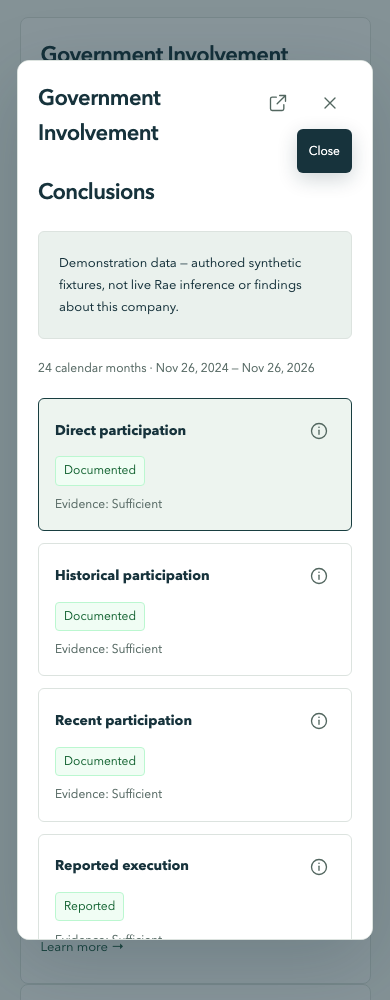 Government Involvement
Government
Involvement
Close
Conclusions
Demonstration data – authored synthetic
fixtures, not live Rae inference or findings
about this company.
24 calendar months · Nov 26, 2024 – Nov 26, 2026
Direct participation
Documented
Evidence: Sufficient
Historical participation
Documented
Evidence: Sufficient
Recent participation
Documented
Evidence: Sufficient
Reported execution
Reported
Evidence: Sufficient
Learn more →